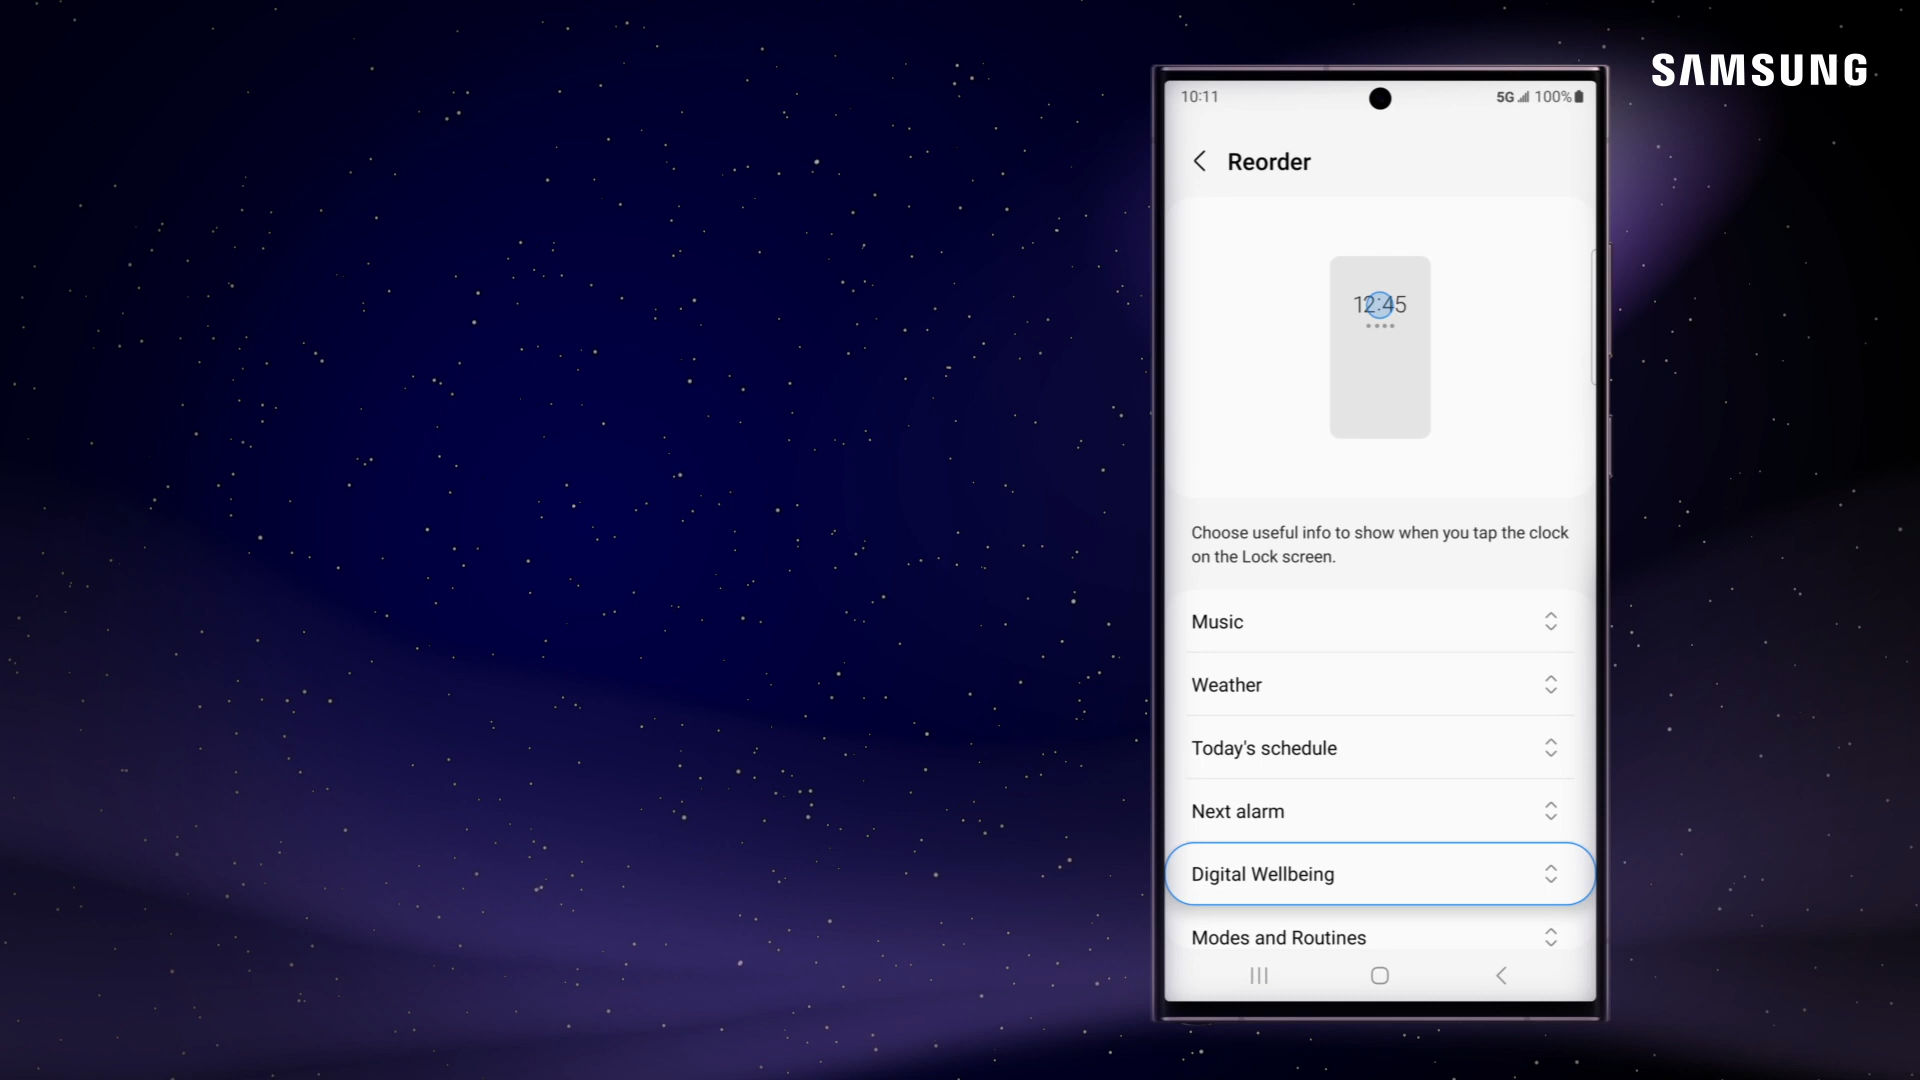 SAMSUNG
10:11
5G 100%
Reorder
12:45
Choose useful info to show when you tap the clock
on the Lock screen.
Music
Weather
Today's schedule
Next alarm
Digital Wellbeing
Modes and Routines